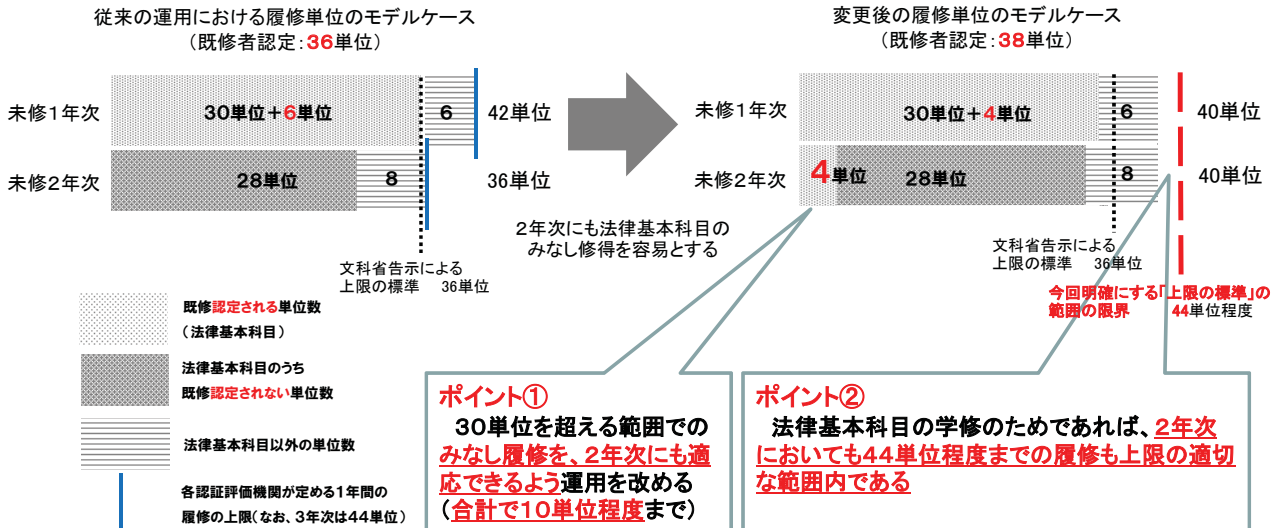 従来の運用における履修単位のモデルケース
（既修者認定：36単位）
未修1年次
30単位＋6単位
6
42単位
未修2年次
28単位
8
36単位
文科省告示による
上限の標準　36単位
2年次にも法律基本科目の
みなし修得を容易とする
変更後の履修単位のモデルケース
（既修者認定：38単位）
未修1年次
30単位＋4単位
6
40単位
未修2年次
4単位
28単位
8
40単位
文科省告示による
上限の標準　36単位
今回明確にする「上限の標準」の
範囲の限界　44単位程度
既修認定される単位数
（法律基本科目）
法律基本科目のうち
既修認定されない単位数
法律基本科目以外の単位数
各認証評価機関が定める1年間の
履修の上限（なお、3年次は44単位）
ポイント①
30単位を超える範囲での
みなし履修を、2年次にも適
応できるよう運用を改める
（合計で10単位程度まで）
ポイント②
法律基本科目の学修のためであれば、2年次
においても44単位程度までの履修も上限の適切
な範囲内である